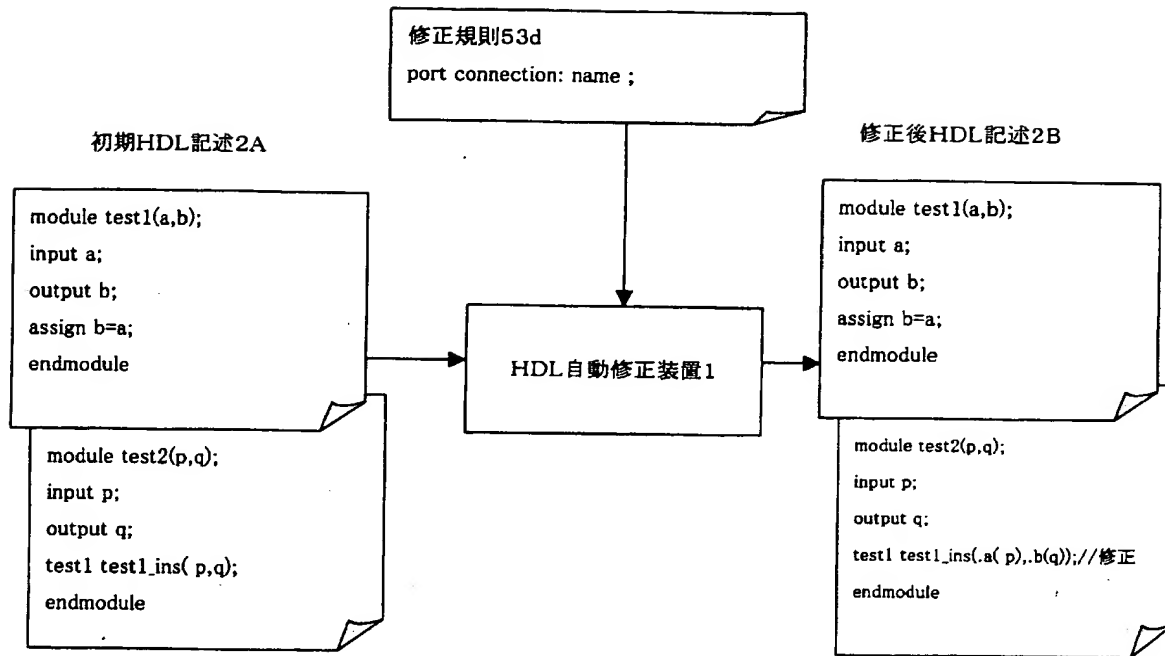 修正規則53d
port connection: name ;
初期HDL記述2A
module test1(a,b);
input a;
output b;
assign b=a;
endmodule
module test2(p,q);
input p;
output q;
test1 test1_ins( p,q);
endmodule
HDL自動修正装置1
修正後HDL記述2B
module test1(a,b);
input a;
output b;
assign b=a;
endmodule
module test2(p,q);
input p;
output q;
test1 test1_ins(.a( p),.b(q));//修正
endmodule